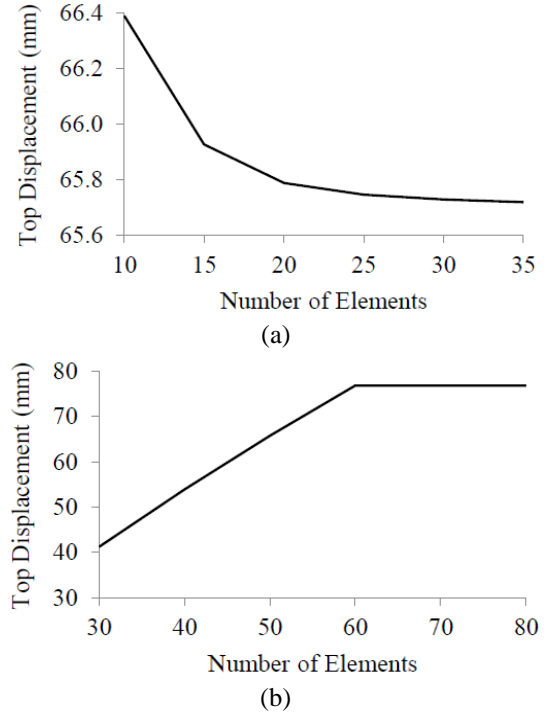 66.4
66.2
66.0
65.8
65.6
Top Displacement (mm)
10 15 20 25 30 35
Number of Elements
(a)
80
70
60
50
40
30
Top Displacement (mm)
30 40 50 60 70 80
Number of Elements
(b)